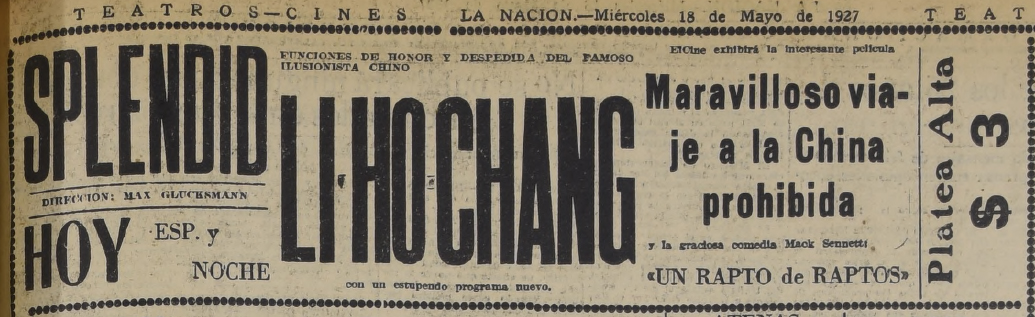 TEATROS—CINES LA NACION.—Miércoles 18 de Mayo de 1927 TEAT
SPLENDID
DIRECCION: MAX GLUCKSMANN
HOY ESP. y
NOCHE
FUNCIONES DE HONOR Y DESPEDIDA DEL FAMOSO
ILUSIONISTA CHINO
LI-HO-CHANG
con un estupendo programa nuevo.
El Cine exhibirá la interesante película
Maravilloso via-
je a la China
prohibida
y la graciosa comedia Mack Sennett:
«UN RAPTO de RAPTOS»
Platea Alta
$ 3